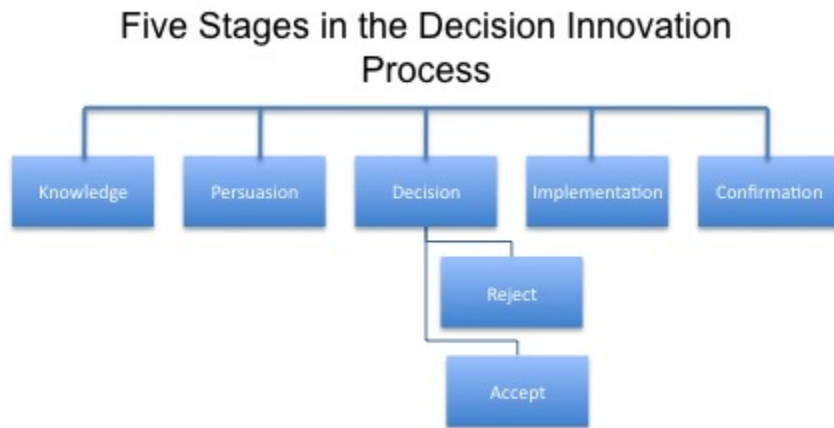 Five Stages in the Decision Innovation
Process
Knowledge
Persuasion
Decision
Implementation
Confirmation
Reject
Accept